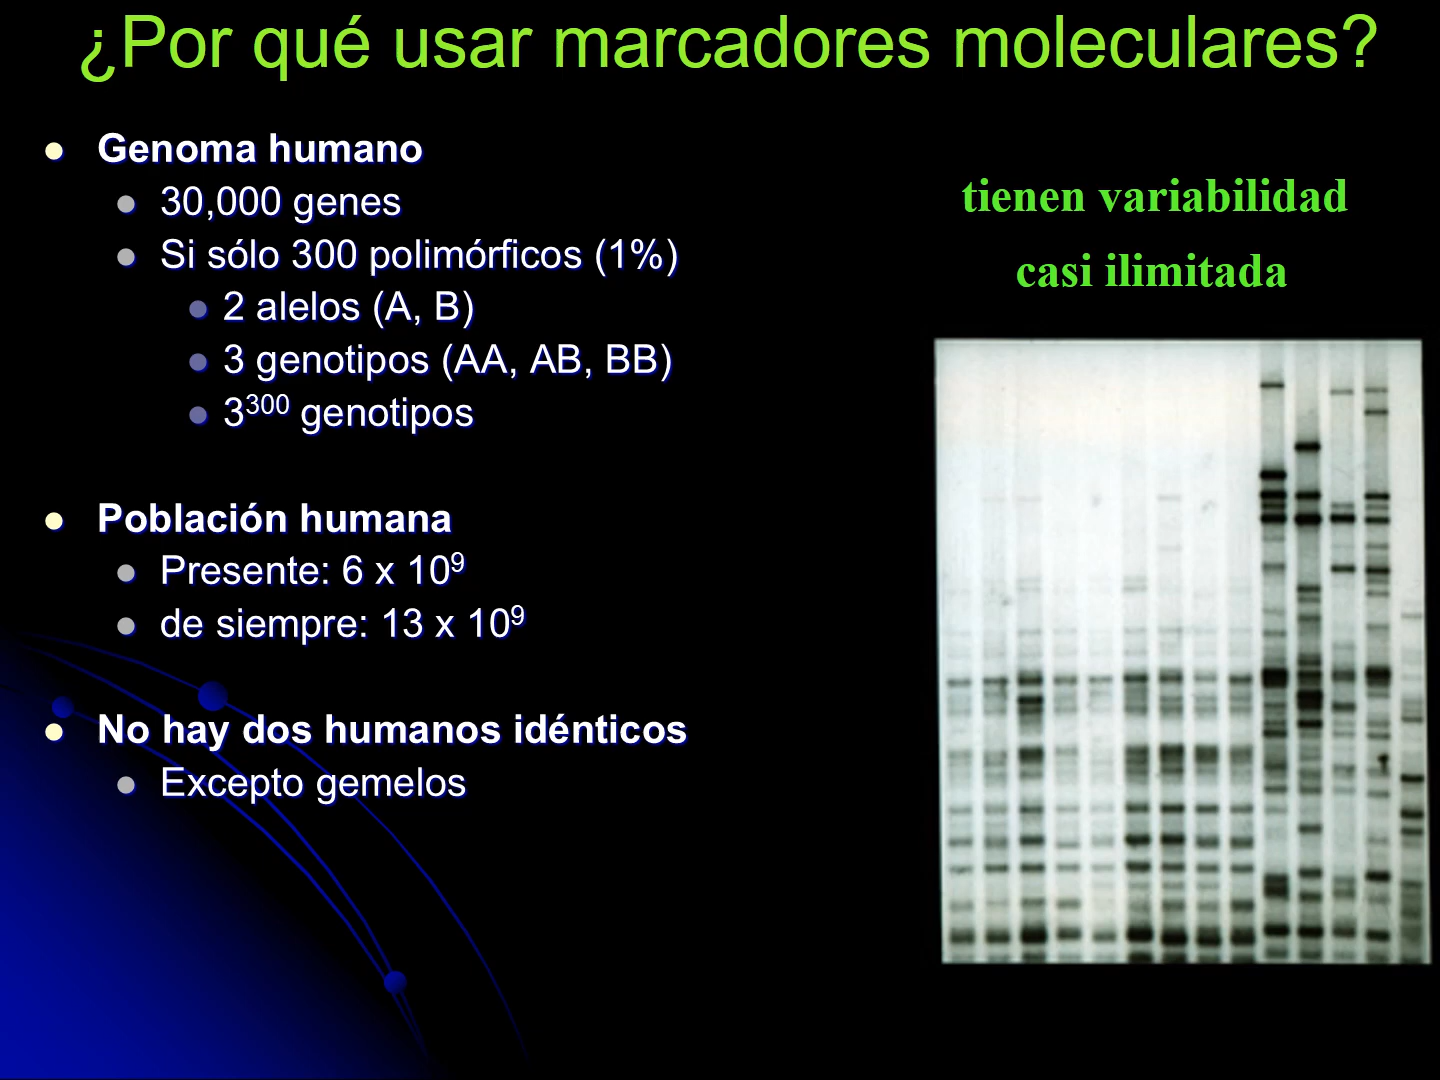 ¿Por qué usar marcadores moleculares?
Genoma humano
30,000 genes
Si sólo 300 polimórficos (1%)
2 alelos (A, B)
3 genotipos (AA, AB, BB)
3³⁰⁰ genotipos
Población humana
Presente: 6 x 10⁹
de siempre: 13 x 10⁹
No hay dos humanos idénticos
Excepto gemelos
tienen variabilidad
casi ilimitada